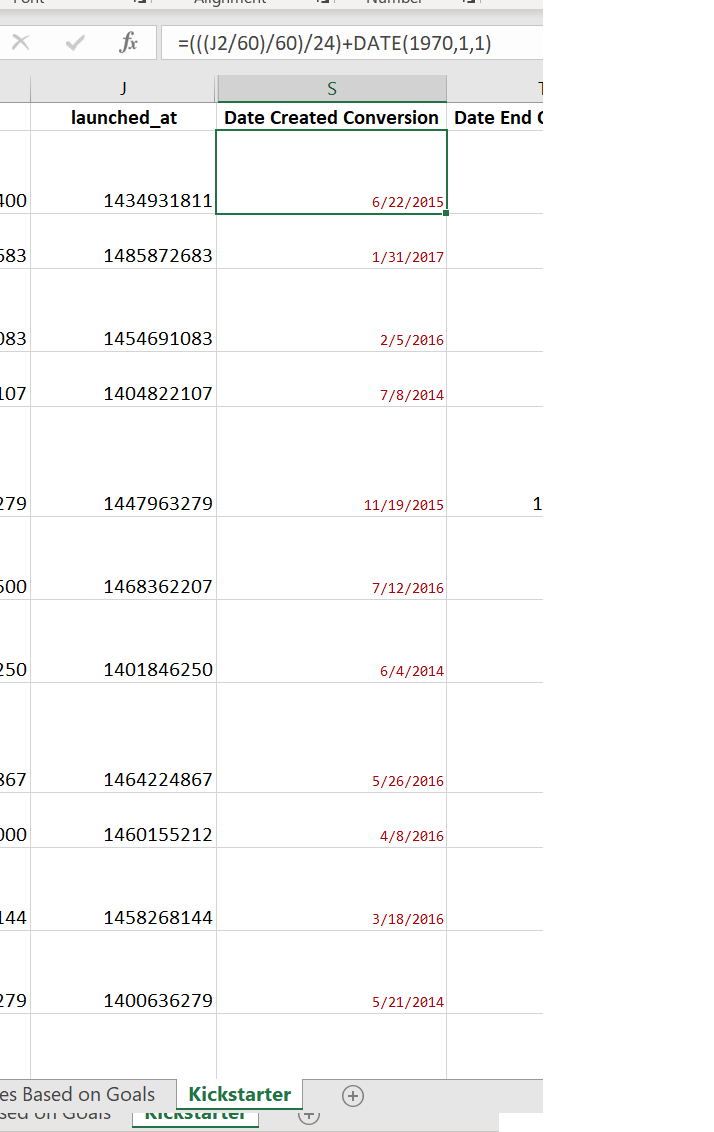 Font Alignment Number
fx =(((J2/60)/60)/24)+DATE(1970,1,1)
J S T
launched_at Date Created Conversion Date End C
400 1434931811 6/22/2015
683 1485872683 1/31/2017
083 1454691083 2/5/2016
107 1404822107 7/8/2014
279 1447963279 11/19/2015 1
500 1468362207 7/12/2016
250 1401846250 6/4/2014
867 1464224867 5/26/2016
000 1460155212 4/8/2016
144 1458268144 3/18/2016
279 1400636279 5/21/2014
es Based on Goals Kickstarter
sed on Goals Kickstarter